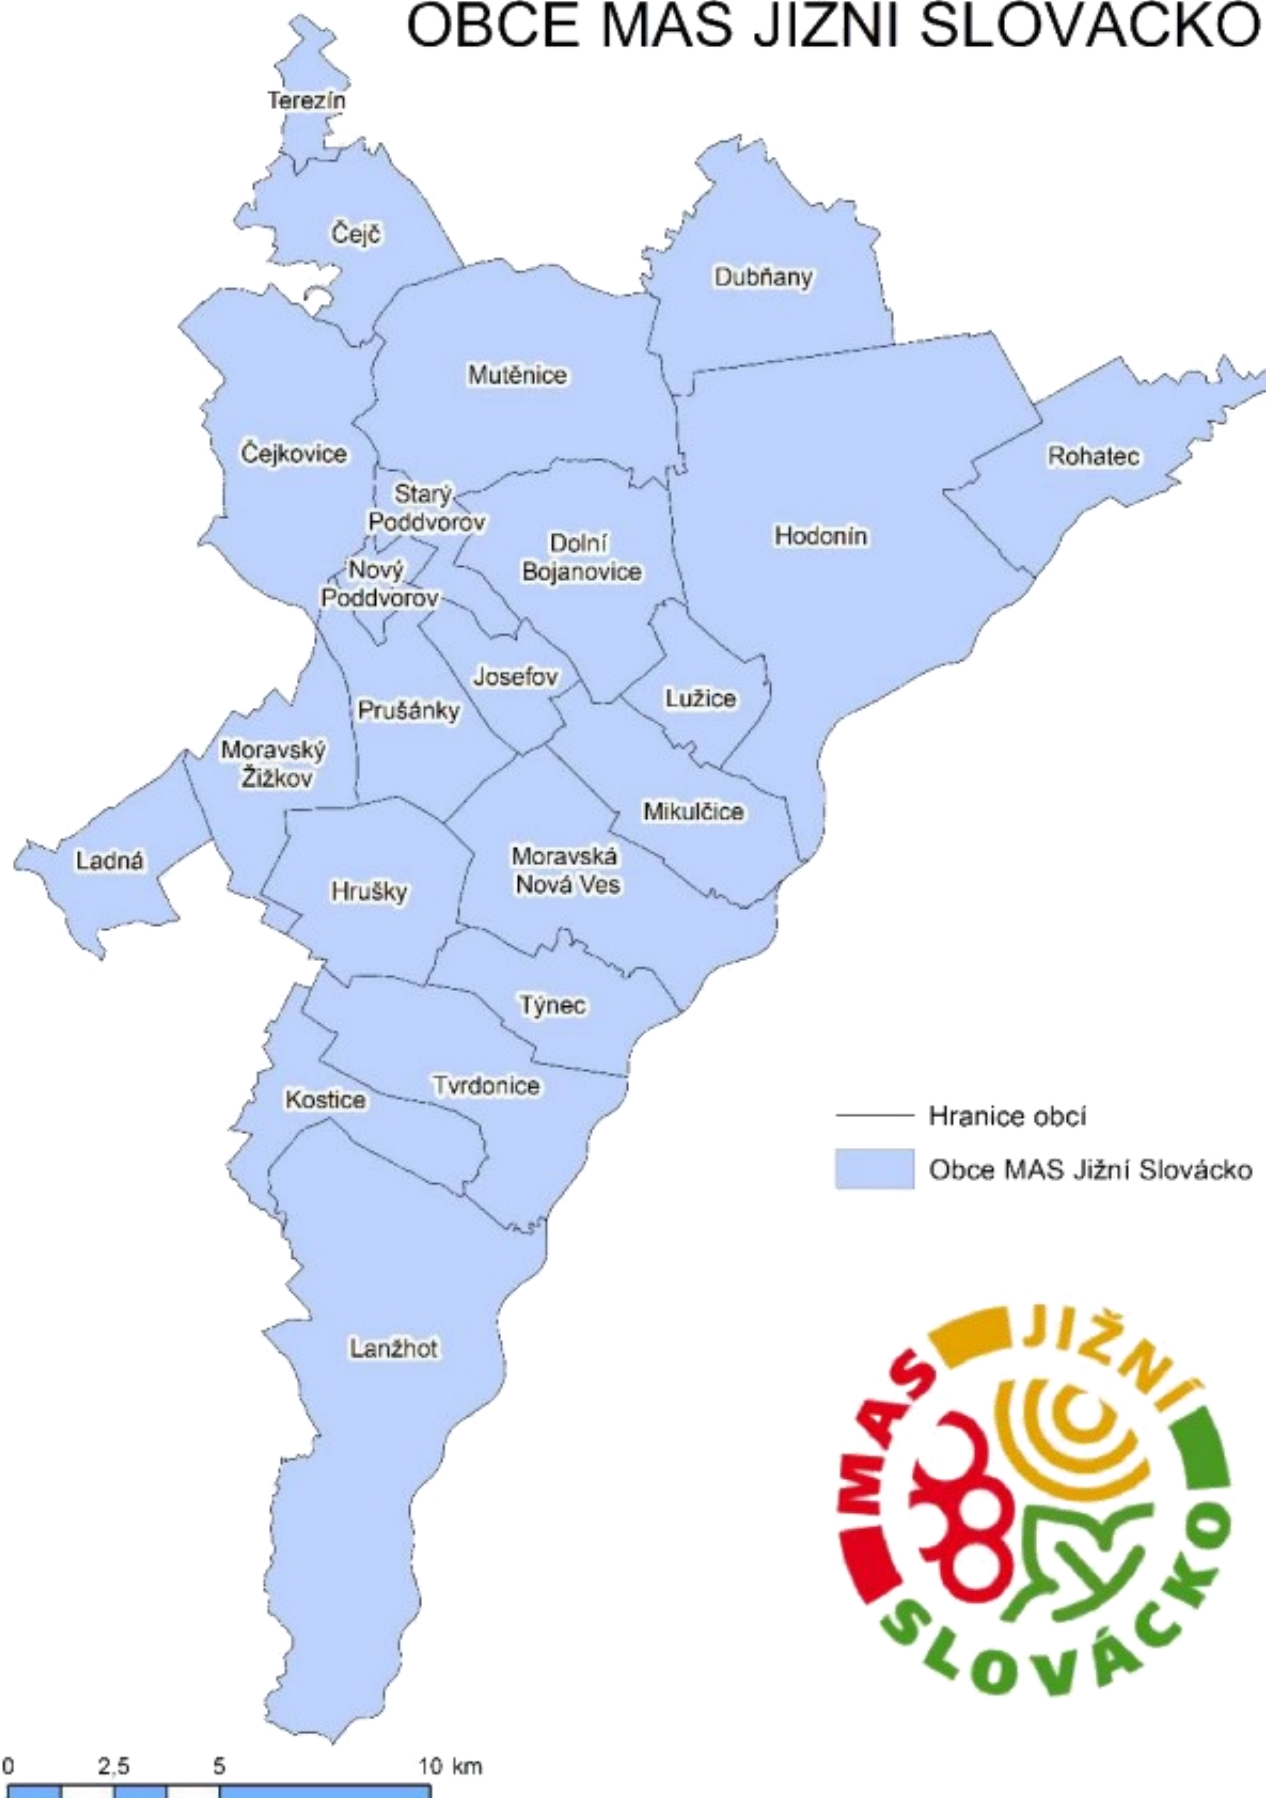 OBCE MAS JIŽNÍ SLOVÁCKO
Terezín
Čejč
Dubňany
Mutěnice
Čejkovice
Rohatec
Starý
Poddvorov
Hodonín
Dolní
Bojanovice
Nový
Poddvorov
Josefov
Lužice
Prušánky
Moravský
Žižkov
Mikulčice
Ladná
Moravská
Nová Ves
Hrušky
Týnec
Tvrdonice
Kostice
Hranice obcí
Obce MAS Jižní Slovácko
Lanžhot
MAS JIŽNÍ
SLOVÁCKO
0 2,5 5 10 km